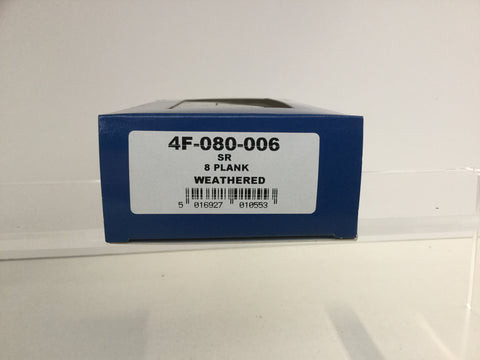 4F-080-006
SR
8 PLANK
WEATHERED
5 016927 010553